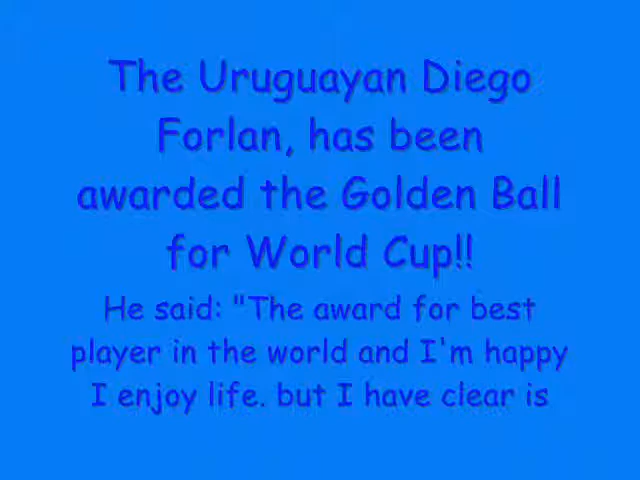 The Uruguayan Diego
Forlan, has been
awarded the Golden Ball
for World Cup!!
He said: "The award for best
player in the world and I'm happy
I enjoy life. but I have clear is